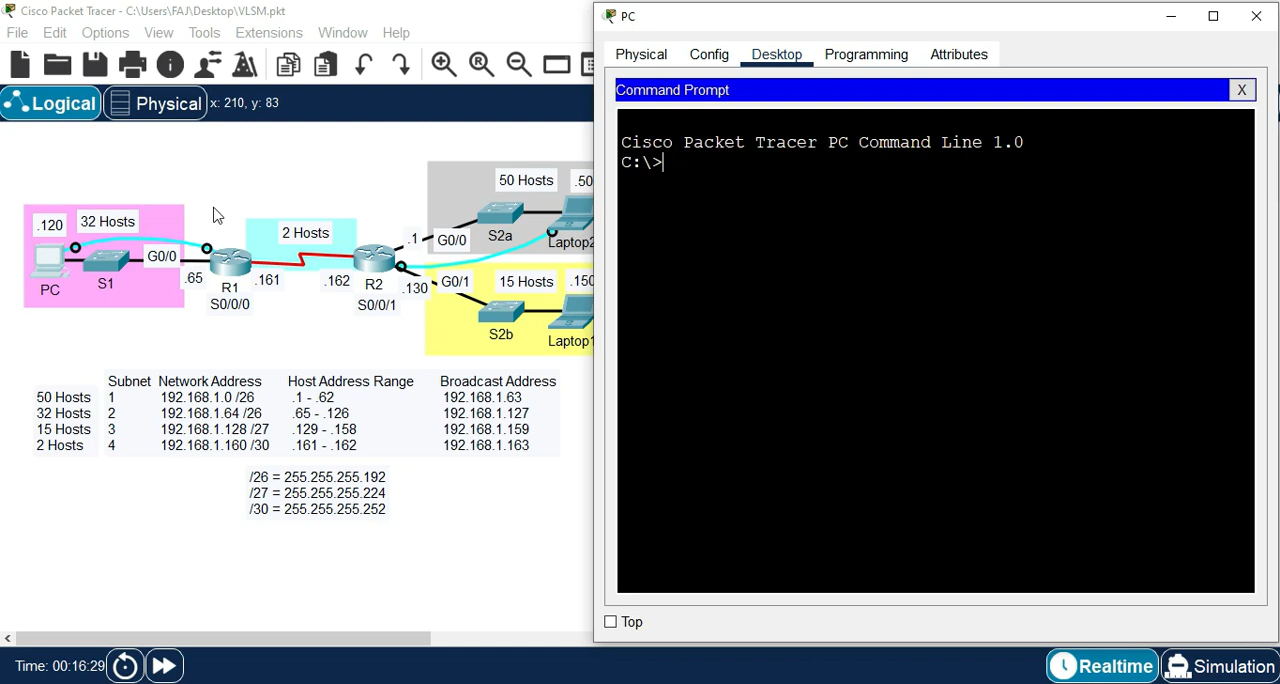 Cisco Packet Tracer - C:\Users\FAJ\Desktop\VLSM.pkt
File Edit Options View Tools Extensions Window Help
Logical Physical x: 210, y: 83
50 Hosts .50
S2a
Laptop2
.1 G0/0
.120 32 Hosts
G0/0
PC S1
.65
R1
S0/0/0
.161
2 Hosts
.162
R2
S0/0/1
.130 G0/1
15 Hosts .150
S2b
Laptop1
Subnet Network Address Host Address Range Broadcast Address
50 Hosts 1 192.168.1.0 /26 .1 - .62 192.168.1.63
32 Hosts 2 192.168.1.64 /26 .65 - .126 192.168.1.127
15 Hosts 3 192.168.1.128 /27 .129 - .158 192.168.1.159
2 Hosts 4 192.168.1.160 /30 .161 - .162 192.168.1.163
/26 = 255.255.255.192
/27 = 255.255.255.224
/30 = 255.255.255.252
Time: 00:16:29
PC
Physical Config Desktop Programming Attributes
Command Prompt X
Cisco Packet Tracer PC Command Line 1.0
C:\>
Top
Realtime Simulation